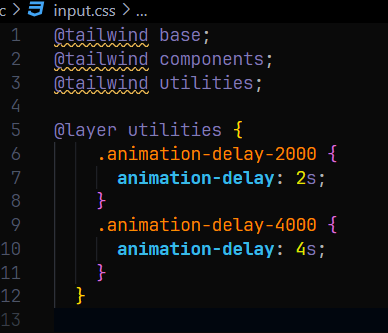 c > input.css > ...
1 @tailwind base;
2 @tailwind components;
3 @tailwind utilities;
4
5 @layer utilities {
6 .animation-delay-2000 {
7 animation-delay: 2s;
8 }
9 .animation-delay-4000 {
10 animation-delay: 4s;
11 }
12 }
13